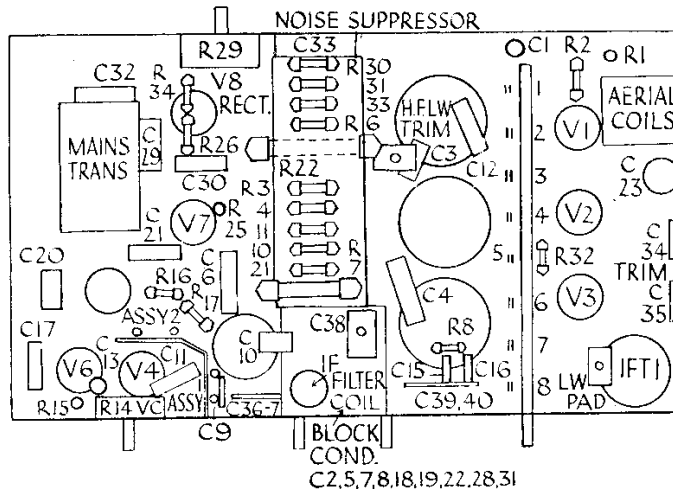 NOISE SUPPRESSOR
R29
C33
C1
R2
R1
C32
R 34
V8
RECT.
R 30
31
33
R 6
H.F.LW TRIM
1
AERIAL COILS
MAINS TRANS
C 29
R26
C30
C3
C12
2
V1
R22
3
C 23
R3
4
11
10
21
R 7
V7
R 25
C 21
C 6
4
V2
5
R32
C 34
TRIM
C20
R16
R 17
C4
6
V3
C 35
ASSY2
C17
C 13
C11
C 10
C38
R8
7
V6
V4
C15
C16
IF FILTER COIL
8
LW PAD
IFT1
R15
R14 VC
ASSY 1
C36-7
C39,40
C9
BLOCK COND.
C2,5,7,8,18,19,22,28,31